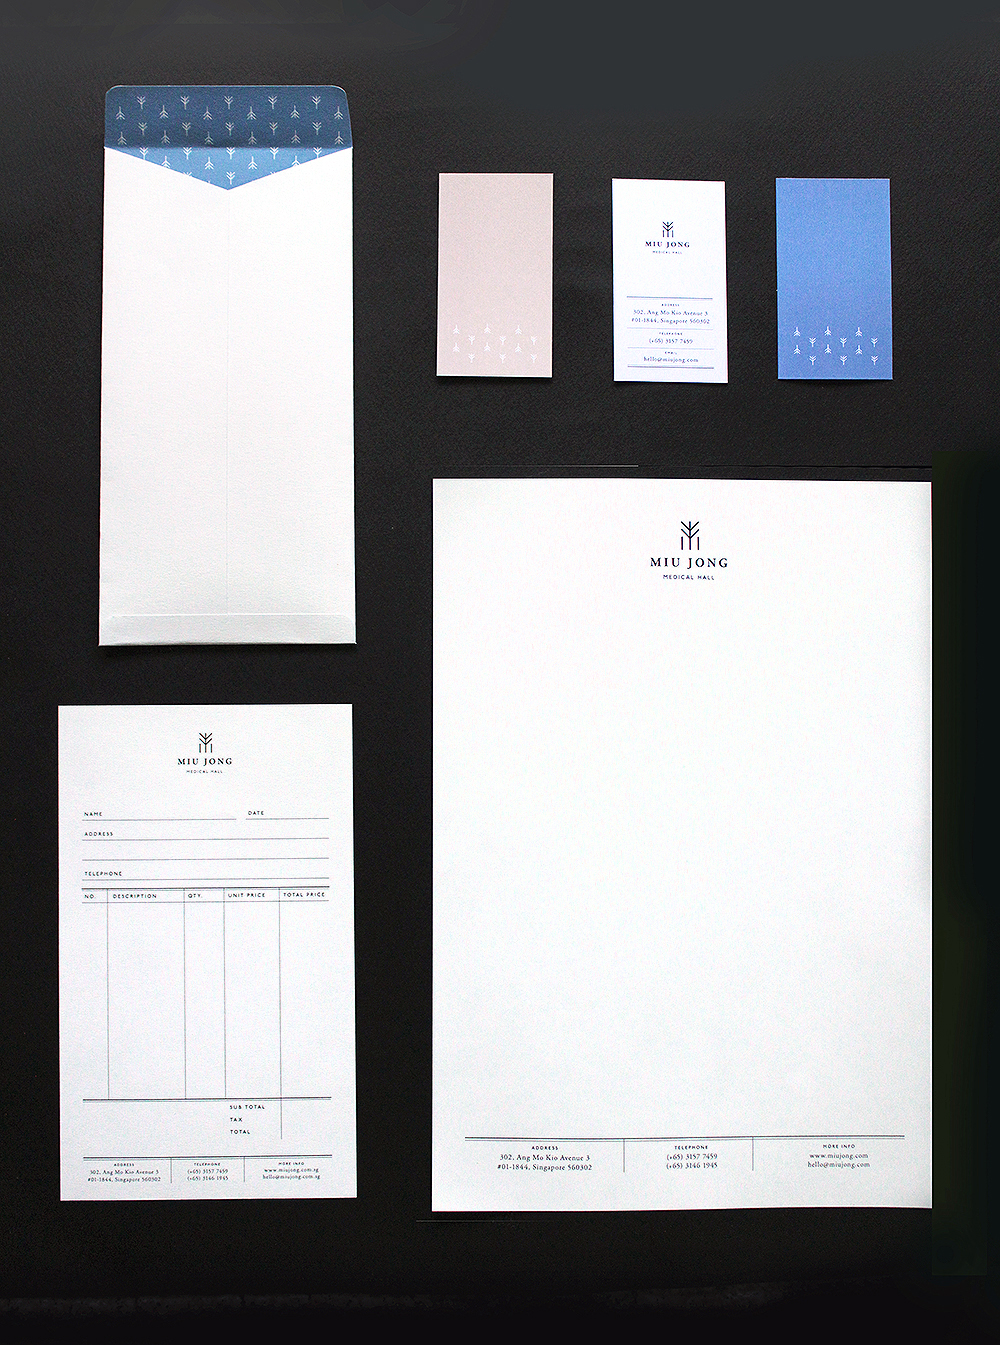 MIU JONG
MEDICAL HALL
ADDRESS
302, Ang Mo Kio Avenue 3
#01-1844, Singapore 560302
TELEPHONE
(+65) 3157 7459
EMAIL
hello@miujong.com
MIU JONG
MEDICAL HALL
ADDRESS
302, Ang Mo Kio Avenue 3
#01-1844, Singapore 560302
TELEPHONE
(+65) 3157 7459
(+65) 3146 1945
MORE INFO
www.miujong.com
hello@miujong.com
MIU JONG
MEDICAL HALL
NAME DATE
ADDRESS
TELEPHONE
NO. DESCRIPTION QTY. UNIT PRICE TOTAL PRICE
SUB TOTAL
TAX
TOTAL
ADDRESS
302, Ang Mo Kio Avenue 3
#01-1844, Singapore 560302
TELEPHONE
(+65) 3157 7459
(+65) 3146 1945
MORE INFO
www.miujong.com.sg
hello@miujong.com.sg